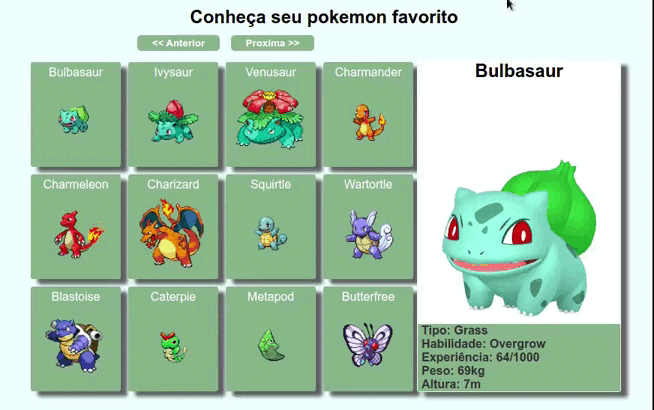 Conheça seu pokemon favorito
<< Anterior
Proxima >>
Bulbasaur
Ivysaur
Venusaur
Charmander
Charmeleon
Charizard
Squirtle
Wartortle
Blastoise
Caterpie
Metapod
Butterfree
Bulbasaur
Tipo: Grass
Habilidade: Overgrow
Experiência: 64/1000
Peso: 69kg
Altura: 7m